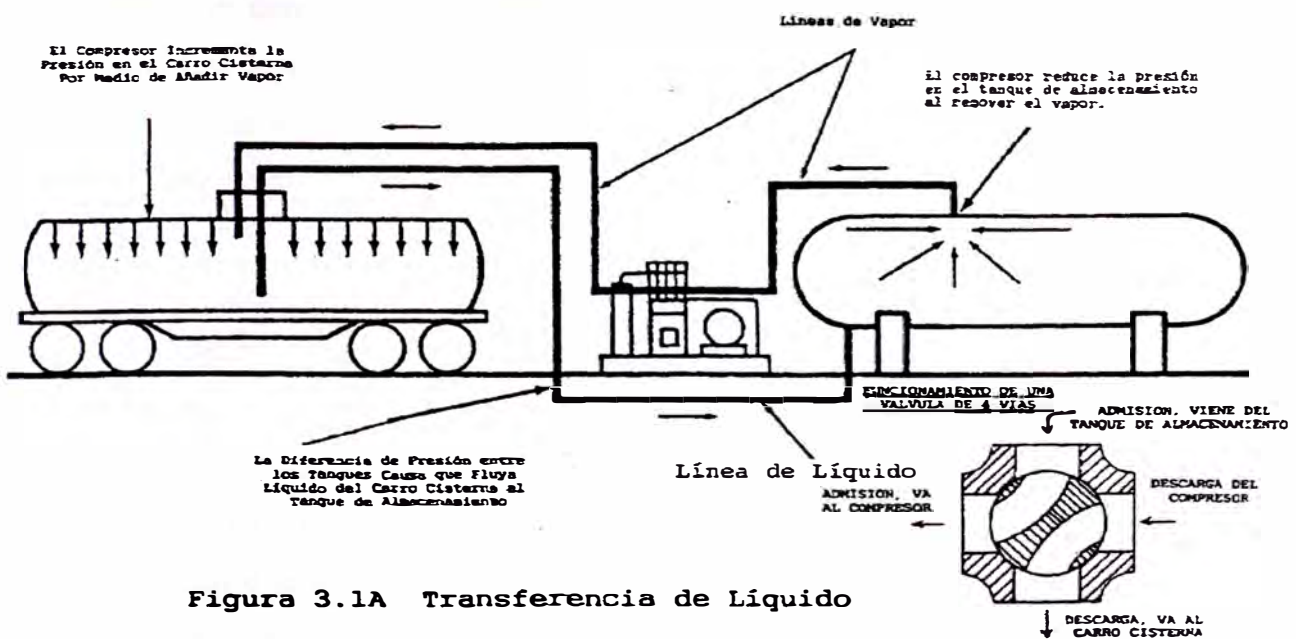 Líneas de Vapor
El Compresor Incrementa la
Presión en el Carro Cisterna
Por Medio de Añadir Vapor
El compresor reduce la presión
en el tanque de almacenamiento
al remover el vapor.
La Diferencia de Presión entre
los Tanques Causa que Fluya
Líquido del Carro Cisterna al
Tanque de Almacenamiento
Línea de Líquido
FUNCIONAMIENTO DE UNA
VALVULA DE 4 VIAS
ADMISION, VIENE DEL
TANQUE DE ALMACENAMIENTO
ADMISION, VA
AL COMPRESOR
DESCARGA DEL
COMPRESOR
DESCARGA, VA AL
CARRO CISTERNA
Figura 3.1A Transferencia de Líquido